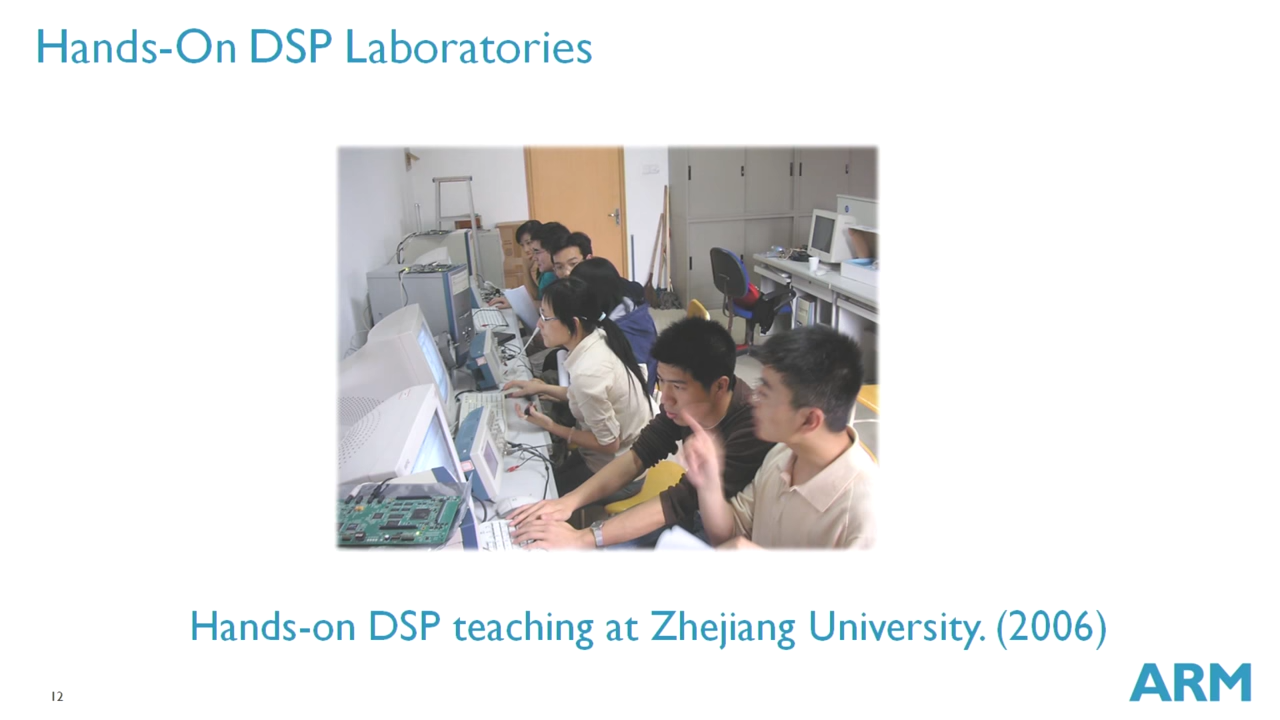 Hands-On DSP Laboratories
Hands-on DSP teaching at Zhejiang University. (2006)
12
ARM